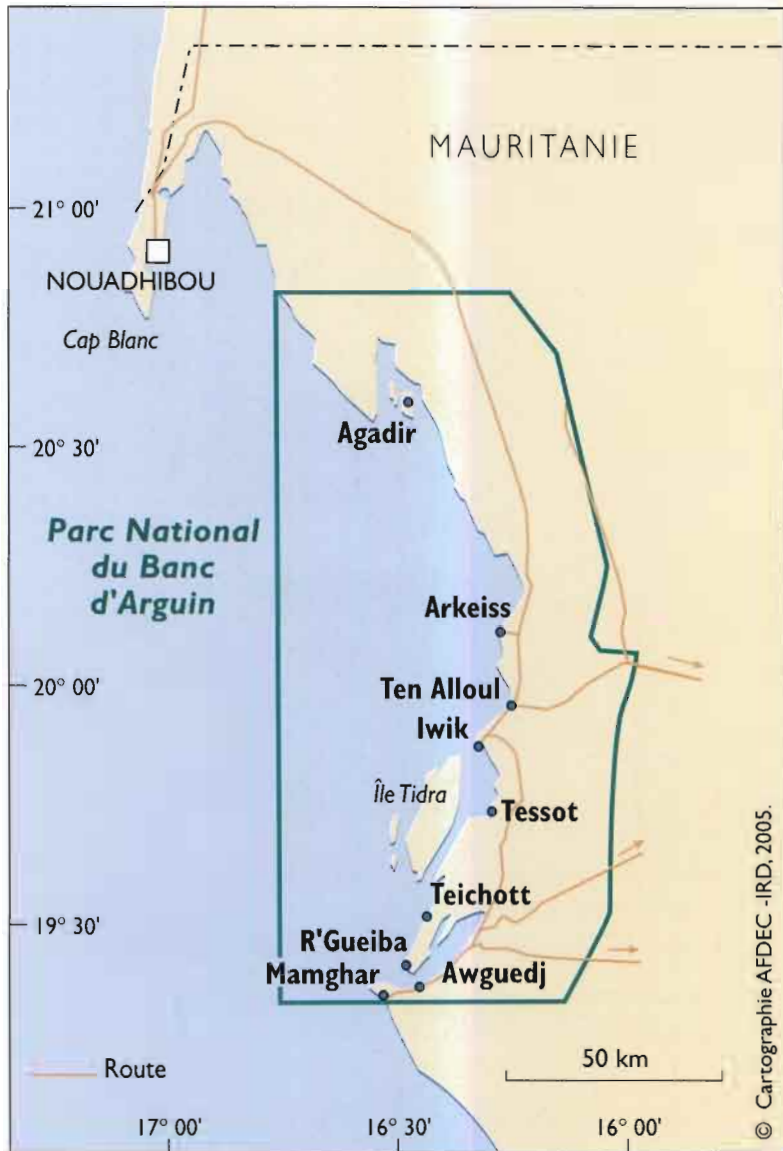 MAURITANIE
21° 00'
NOUADHIBOU
Cap Blanc
Agadir
20° 30'
Parc National
du Banc
d'Arguin
Arkeiss
20° 00'
Ten Alloul
Iwik
Île Tidra
Tessot
Teichott
19° 30'
R'Gueiba
Mamghar
Awguedj
50 km
Route
17° 00'
16° 30'
16° 00'
© Cartographie AFDEC -IRD, 2005.